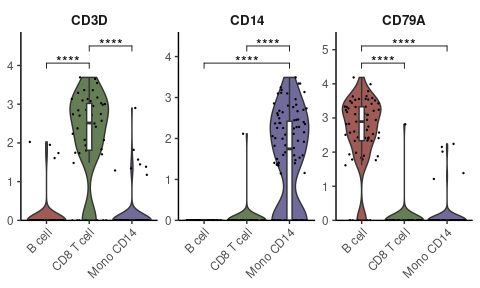 CD3D CD14 CD79A
**** **** ****
**** **** ****
4 4 5
3 3 4
2 2 3
1 1 2
0 0 1
0
B cell CD8 T cell Mono CD14 B cell CD8 T cell Mono CD14 B cell CD8 T cell Mono CD14